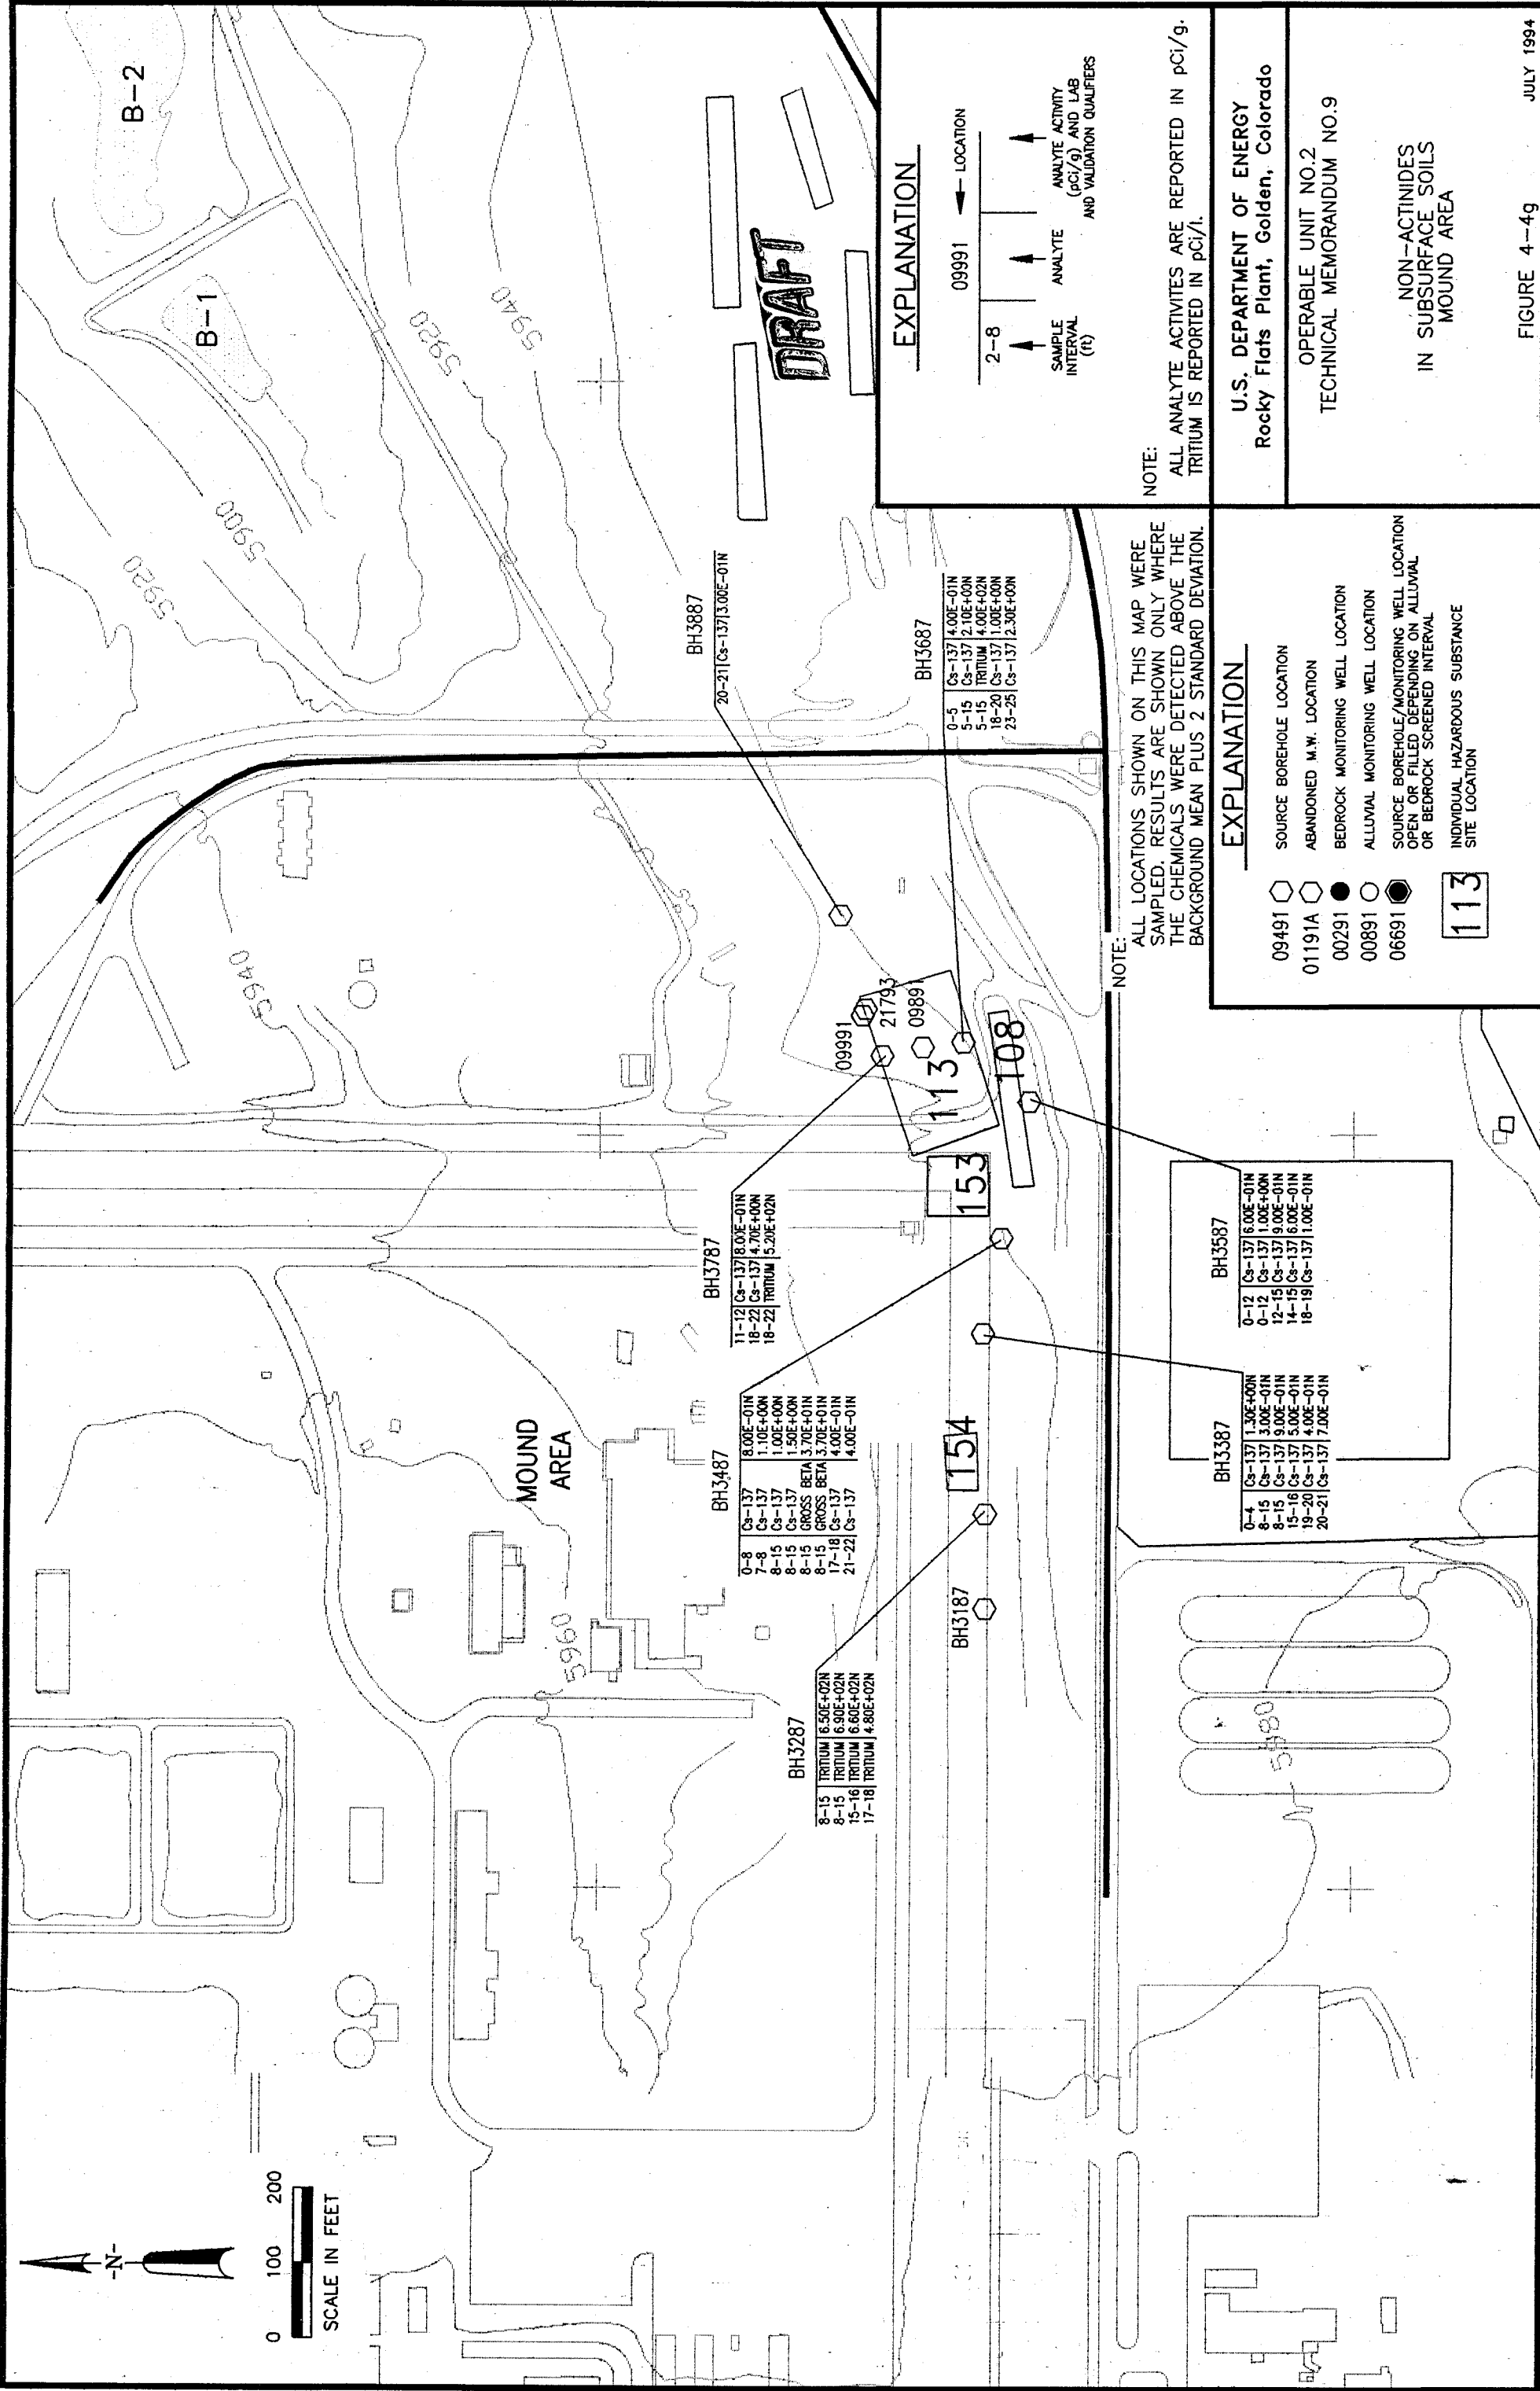 -N-
0 100 200
SCALE IN FEET
MOUND
AREA
B-1
B-2
5920
5900
5920
5940
5940
5960
5980
DRAFT
BH3287
8-15 TRITIUM 6.50E+02N
8-15 TRITIUM 6.90E+02N
15-16 TRITIUM 6.60E+02N
17-18 TRITIUM 4.80E+02N
BH3487
0-8 Cs-137 8.00E-01N
7-8 Cs-137 1.10E+00N
8-15 Cs-137 1.00E+00N
8-15 Cs-137 1.50E+00N
8-15 GROSS BETA 3.70E+01N
8-15 GROSS BETA 3.70E+01N
17-18 Cs-137 4.00E-01N
21-22 Cs-137 4.00E-01N
BH3787
11-12 Cs-137 8.00E-01N
18-22 Cs-137 4.70E+00N
18-22 TRITIUM 5.20E+02N
BH3887
20-21 Cs-137 3.00E-01N
BH3687
0-5 Cs-137 4.00E-01N
5-15 Cs-137 2.10E+00N
5-15 TRITIUM 4.00E+02N
18-20 Cs-137 1.00E+00N
23-25 Cs-137 2.30E+00N
BH3187
154
153
113
108
09991
21793
09891
BH3387
0-4 Cs-137 1.30E+00N
8-15 Cs-137 3.00E-01N
8-15 Cs-137 9.00E-01N
15-16 Cs-137 5.00E-01N
19-20 Cs-137 4.00E-01N
20-21 Cs-137 7.00E-01N
BH3587
0-12 Cs-137 6.00E-01N
0-12 Cs-137 1.00E+00N
12-15 Cs-137 9.00E-01N
14-15 Cs-137 6.00E-01N
18-19 Cs-137 1.00E-01N
NOTE:
ALL LOCATIONS SHOWN ON THIS MAP WERE
SAMPLED. RESULTS ARE SHOWN ONLY WHERE
THE CHEMICALS WERE DETECTED ABOVE THE
BACKGROUND MEAN PLUS 2 STANDARD DEVIATION.
EXPLANATION
09491 SOURCE BOREHOLE LOCATION
01191A ABANDONED M.W. LOCATION
00291 BEDROCK MONITORING WELL LOCATION
00891 ALLUVIAL MONITORING WELL LOCATION
06691 SOURCE BOREHOLE/MONITORING WELL LOCATION
OPEN OR FILLED DEPENDING ON ALLUVIAL
OR BEDROCK SCREENED INTERVAL
113 INDIVIDUAL HAZARDOUS SUBSTANCE
SITE LOCATION
EXPLANATION
09991 LOCATION
2-8
SAMPLE
INTERVAL
(ft)
ANALYTE
ANALYTE ACTIVITY
(pCi/g) AND LAB
AND VALIDATION QUALIFIERS
NOTE:
ALL ANALYTE ACTIVITES ARE REPORTED IN pCi/g.
TRITIUM IS REPORTED IN pCi/l.
U.S. DEPARTMENT OF ENERGY
Rocky Flats Plant, Golden, Colorado
OPERABLE UNIT NO.2
TECHNICAL MEMORANDUM NO.9
NON-ACTINIDES
IN SUBSURFACE SOILS
MOUND AREA
FIGURE 4-4g JULY 1994